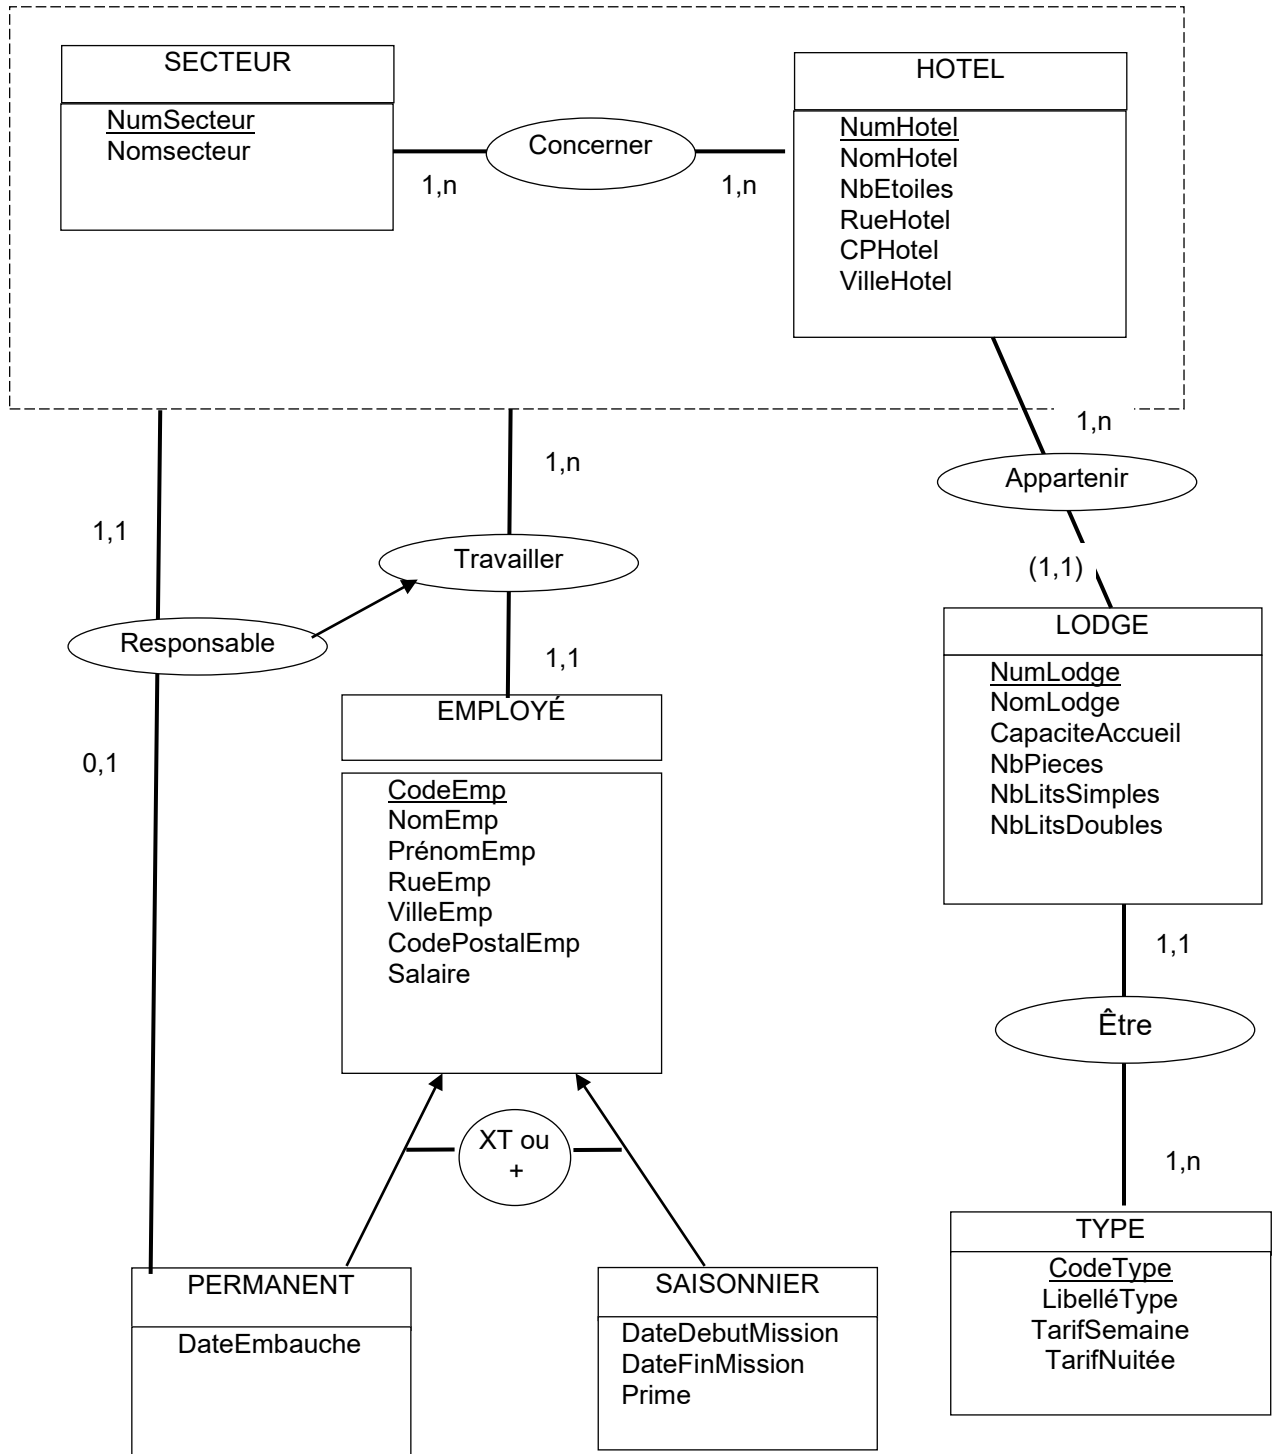 SECTEUR
NumSecteur
Nomsecteur
Concerner
1,n
1,n
HOTEL
NumHotel
NomHotel
NbEtoiles
RueHotel
CPHotel
VilleHotel
1,1
1,n
1,n
Travailler
Appartenir
Responsable
(1,1)
0,1
1,1
EMPLOYÉ
CodeEmp
NomEmp
PrénomEmp
RueEmp
VilleEmp
CodePostalEmp
Salaire
LODGE
NumLodge
NomLodge
CapaciteAccueil
NbPieces
NbLitsSimples
NbLitsDoubles
1,1
Être
1,n
XT ou
+
PERMANENT
DateEmbauche
SAISONNIER
DateDebutMission
DateFinMission
Prime
TYPE
CodeType
LibelléType
TarifSemaine
TarifNuitée